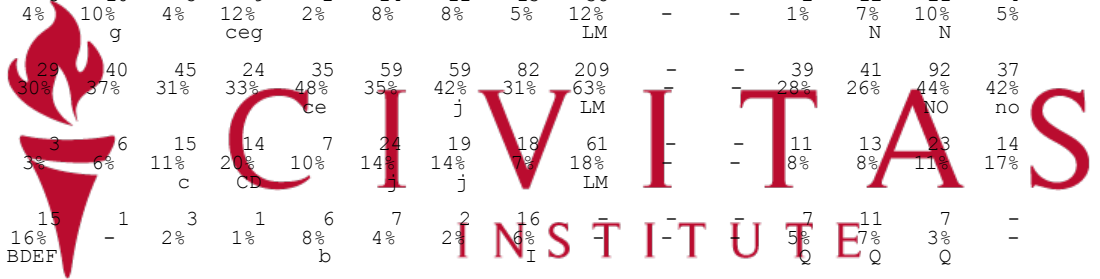 4% 10% 4% 12% 2% 8% 8% 5% 12% - - 1% 7% 10% 5%
g ceg LM N N
29 40 45 24 35 59 59 82 209 - - 39 41 92 37
30% 37% 31% 33% 48% 35% 42% 31% 63% - - 28% 26% 44% 42%
ce j LM NO no
CIVITAS
3 6 15 14 7 24 19 18 61 - - 11 13 23 14
3% 6% 11% 20% 10% 14% 14% 7% 18% - - 8% 8% 11% 17%
c CD j j LM
15 1 3 1 6 7 2 16 - - - 7 11 7 -
16% - 2% 1% 8% 4% 2% 6% - - - 5% 7% 3% -
INSTITUTE
BDEF b I Q Q Q